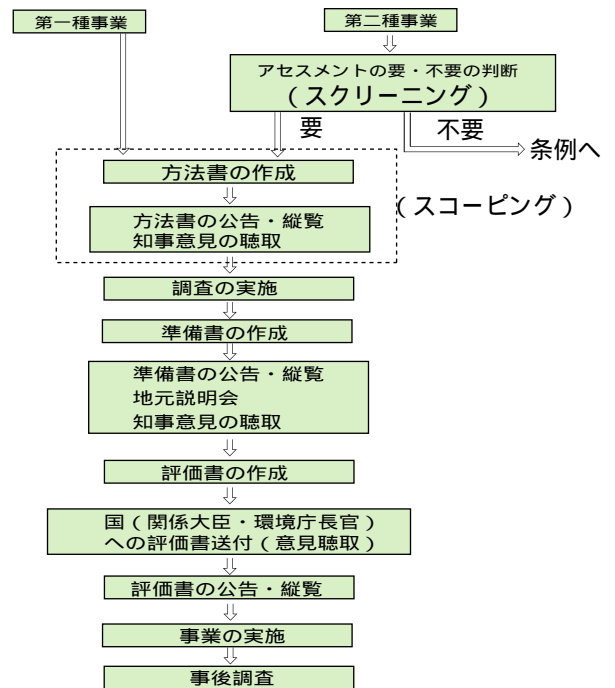 第一種事業
第二種事業
アセスメントの要・不要の判断
(スクリーニング)
要
不要
条例へ
方法書の作成
(スコーピング)
方法書の公告・縦覧
知事意見の聴取
調査の実施
準備書の作成
準備書の公告・縦覧
地元説明会
知事意見の聴取
評価書の作成
国(関係大臣・環境庁長官)
への評価書送付(意見聴取)
評価書の公告・縦覧
事業の実施
事後調査